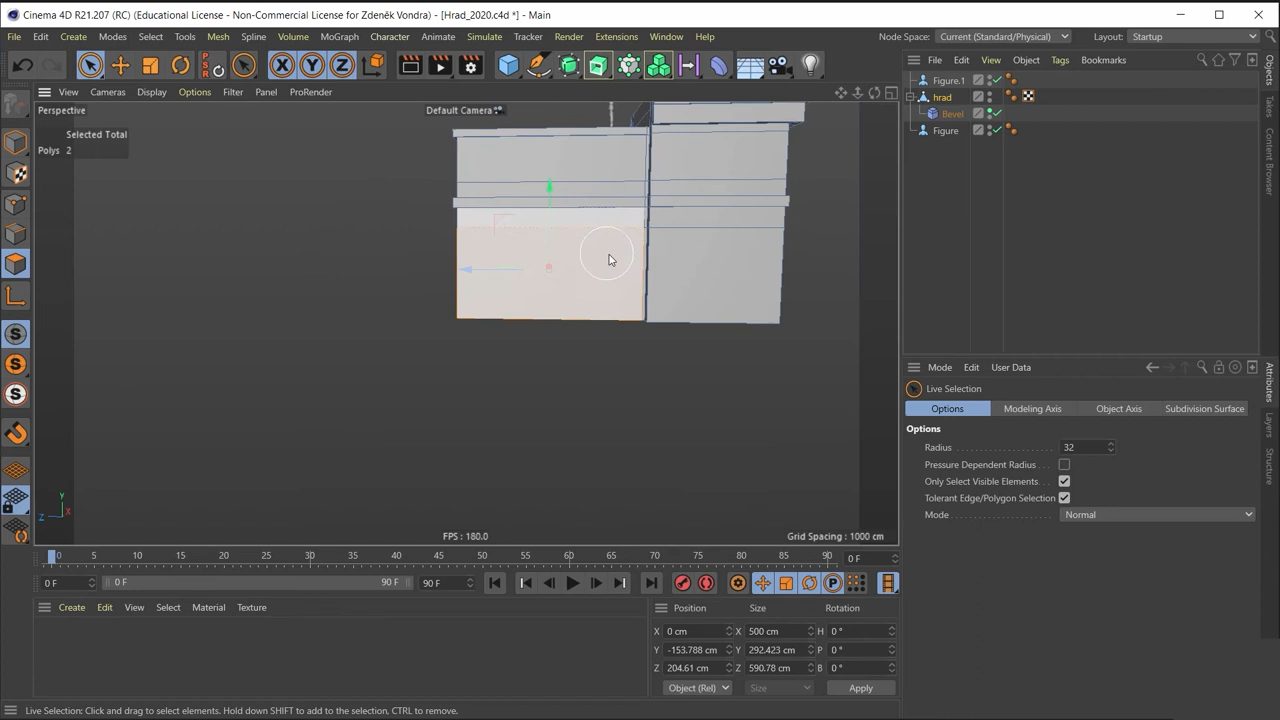 Cinema 4D R21.207 (RC) (Educational License - Non-Commercial License for Zdeněk Vondra) - [Hrad_2020.c4d *] - Main
File Edit Create Modes Select Tools Mesh Spline Volume MoGraph Character Animate Simulate Tracker Render Extensions Window Help
Node Space: Current (Standard/Physical) Layout: Startup
X Y Z
View Cameras Display Options Filter Panel ProRender
File Edit View Object Tags Bookmarks
Perspective
Default Camera
Figure.1
hrad
Bevel
Figure
Selected Total
Polys 2
Objects
Takes
Content Browser
Mode Edit User Data
Live Selection
Options Modeling Axis Object Axis Subdivision Surface
Options
Radius 32
Pressure Dependent Radius
Only Select Visible Elements
Tolerant Edge/Polygon Selection
Mode Normal
Attributes
Layers
Structure
Y
Z X
FPS : 180.0
Grid Spacing : 1000 cm
0 5 10 15 20 25 30 35 40 45 50 55 60 65 70 75 80 85 90 0 F
0 F 0 F 90 F 90 F
Create Edit View Select Material Texture
Position Size Rotation
X 0 cm X 500 cm H 0 °
Y -153.788 cm Y 292.423 cm P 0 °
Z 204.61 cm Z 590.78 cm B 0 °
Object (Rel) Size Apply
Live Selection: Click and drag to select elements. Hold down SHIFT to add to the selection, CTRL to remove.